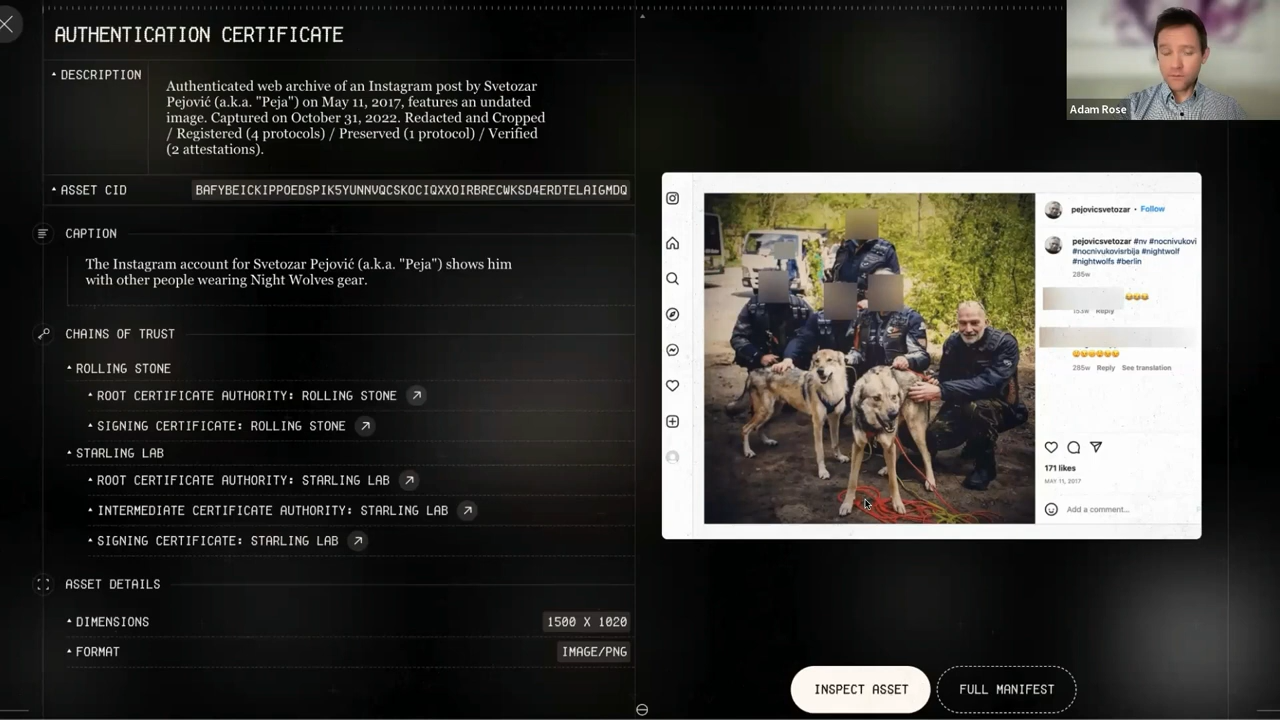 AUTHENTICATION CERTIFICATE
DESCRIPTION
Authenticated web archive of an Instagram post by Svetozar
Pejović (a.k.a. "Peja") on May 11, 2017, features an undated
image. Captured on October 31, 2022. Redacted and Cropped
/ Registered (4 protocols) / Preserved (1 protocol) / Verified
(2 attestations).
ASSET CID
BAFYBEICKIPPOEDSPIK5YUNNVQCSKOCIQXXOIRBRECWKSD4ERDTELAIGMDQ
CAPTION
The Instagram account for Svetozar Pejović (a.k.a. "Peja") shows him
with other people wearing Night Wolves gear.
CHAINS OF TRUST
ROLLING STONE
ROOT CERTIFICATE AUTHORITY: ROLLING STONE
SIGNING CERTIFICATE: ROLLING STONE
STARLING LAB
ROOT CERTIFICATE AUTHORITY: STARLING LAB
INTERMEDIATE CERTIFICATE AUTHORITY: STARLING LAB
SIGNING CERTIFICATE: STARLING LAB
ASSET DETAILS
DIMENSIONS 1500 X 1020
FORMAT IMAGE/PNG
Adam Rose
pejovicsvetozar • Follow
pejovicsvetozar #nv #nocnivukovi
#nocnivukovisrbija #nightwolf
#nightwolfs #berlin
285w
153w Reply
285w Reply See translation
171 likes
MAY 11, 2017
Add a comment...
INSPECT ASSET
FULL MANIFEST